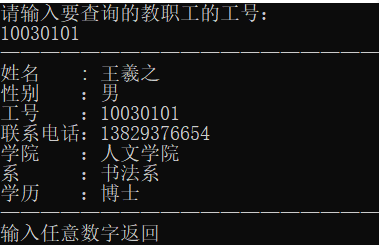 请输入要查询的教职工的工号：
10030101
————————————————————
姓名    ：王羲之
性别    ：男
工号    ：10030101
联系电话：13829376654
学院    ：人文学院
系      ：书法系
学历    ：博士
————————————————————
输入任意数字返回